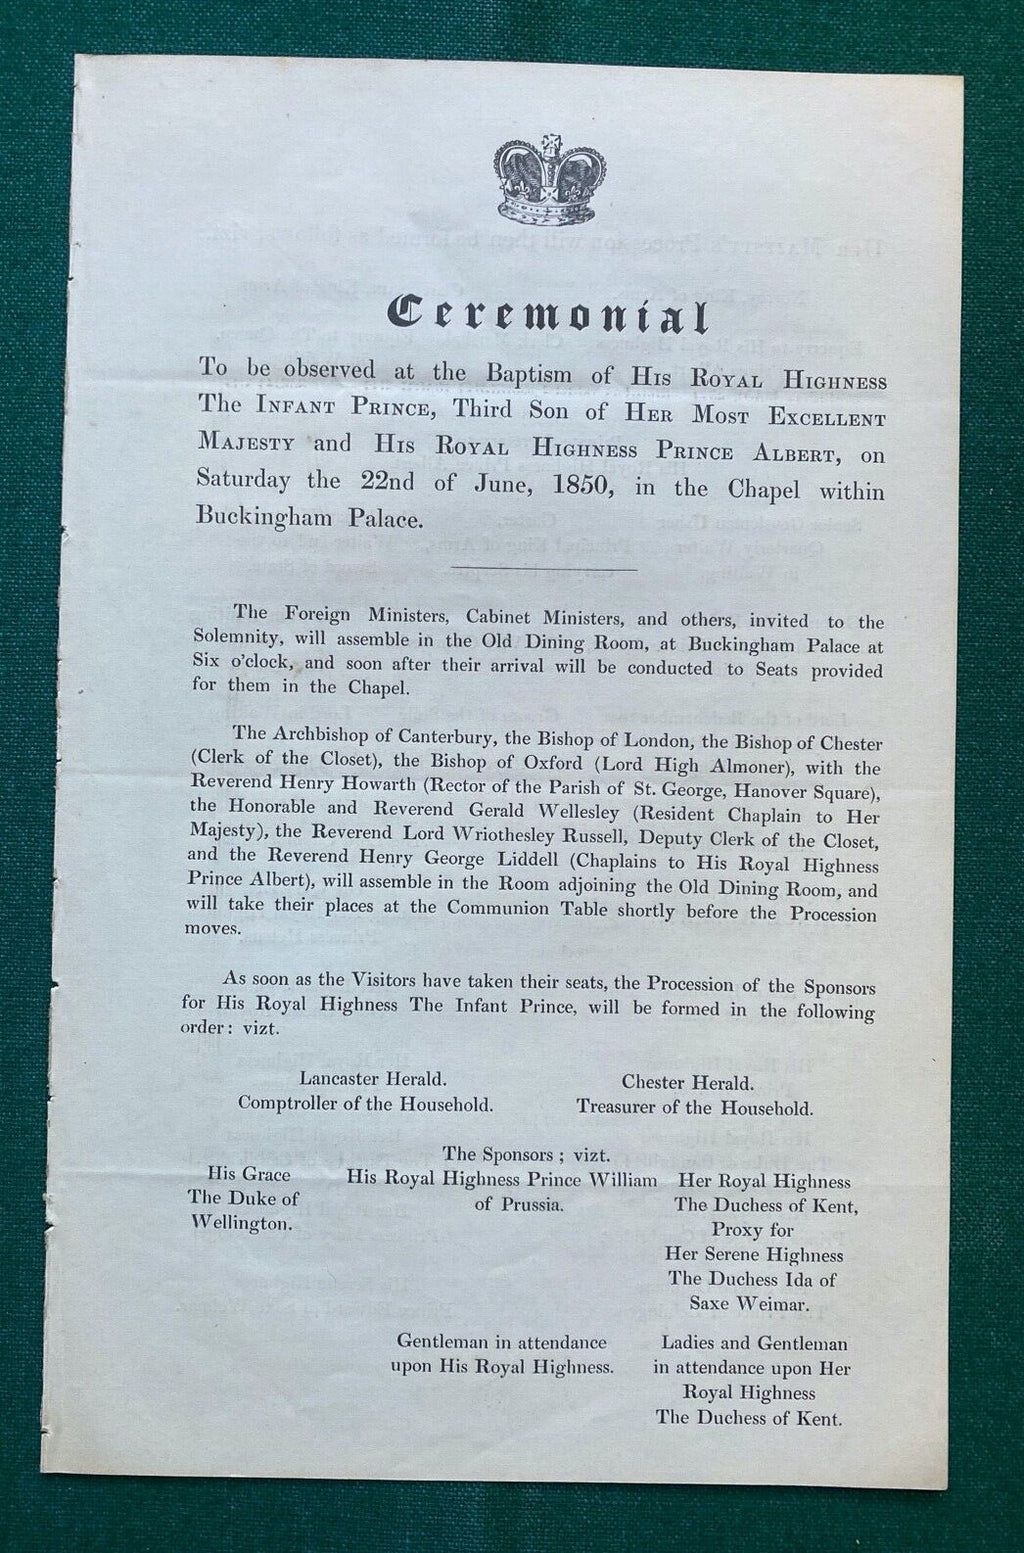 Ceremonial
To be observed at the Baptism of His Royal Highness
The Infant Prince, Third Son of Her Most Excellent
Majesty and His Royal Highness Prince Albert, on
Saturday the 22nd of June, 1850, in the Chapel within
Buckingham Palace.
The Foreign Ministers, Cabinet Ministers, and others, invited to the
Solemnity, will assemble in the Old Dining Room, at Buckingham Palace at
Six o'clock, and soon after their arrival will be conducted to Seats provided
for them in the Chapel.
The Archbishop of Canterbury, the Bishop of London, the Bishop of Chester
(Clerk of the Closet), the Bishop of Oxford (Lord High Almoner), with the
Reverend Henry Howarth (Rector of the Parish of St. George, Hanover Square),
the Honorable and Reverend Gerald Wellesley (Resident Chaplain to Her
Majesty), the Reverend Lord Wriothesley Russell, Deputy Clerk of the Closet,
and the Reverend Henry George Liddell (Chaplains to His Royal Highness
Prince Albert), will assemble in the Room adjoining the Old Dining Room, and
will take their places at the Communion Table shortly before the Procession
moves.
As soon as the Visitors have taken their seats, the Procession of the Sponsors
for His Royal Highness The Infant Prince, will be formed in the following
order: vizt.
Lancaster Herald.
Comptroller of the Household.
Chester Herald.
Treasurer of the Household.
The Sponsors; vizt.
His Grace
The Duke of
Wellington.
His Royal Highness Prince William
of Prussia.
Her Royal Highness
The Duchess of Kent,
Proxy for
Her Serene Highness
The Duchess Ida of
Saxe Weimar.
Gentleman in attendance
upon His Royal Highness.
Ladies and Gentleman
in attendance upon Her
Royal Highness
The Duchess of Kent.